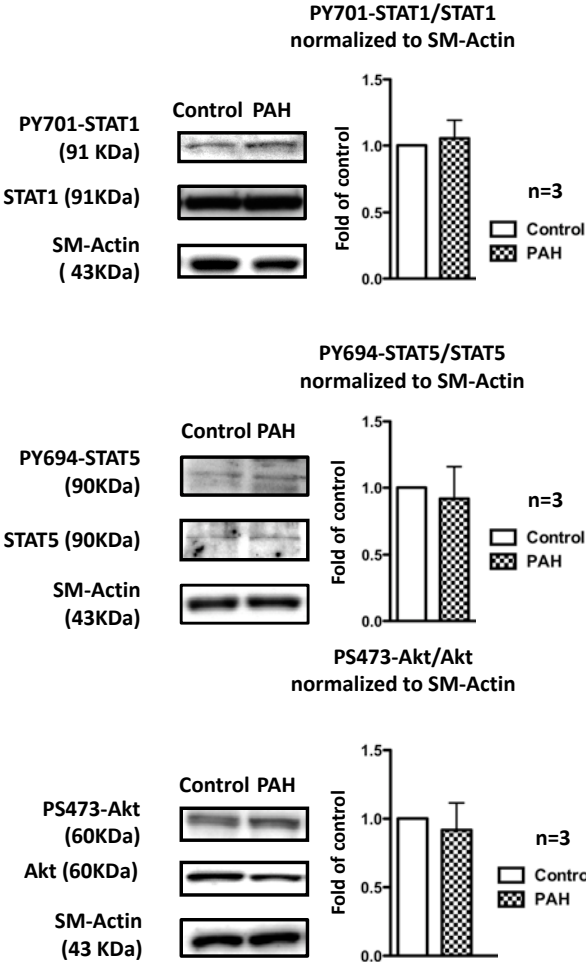 PY701-STAT1/STAT1
normalized to SM-Actin
Control PAH
PY701-STAT1
(91 KDa)
STAT1 (91KDa)
SM-Actin
( 43KDa)
Fold of control
1.5
1.0
0.5
0.0
n=3
Control
PAH
PY694-STAT5/STAT5
normalized to SM-Actin
Control PAH
PY694-STAT5
(90KDa)
STAT5 (90KDa)
SM-Actin
(43KDa)
Fold of control
1.5
1.0
0.5
0.0
n=3
Control
PAH
PS473-Akt/Akt
normalized to SM-Actin
Control PAH
PS473-Akt
(60KDa)
Akt (60KDa)
SM-Actin
(43 KDa)
Fold of control
1.5
1.0
0.5
0.0
n=3
Contro
PAH